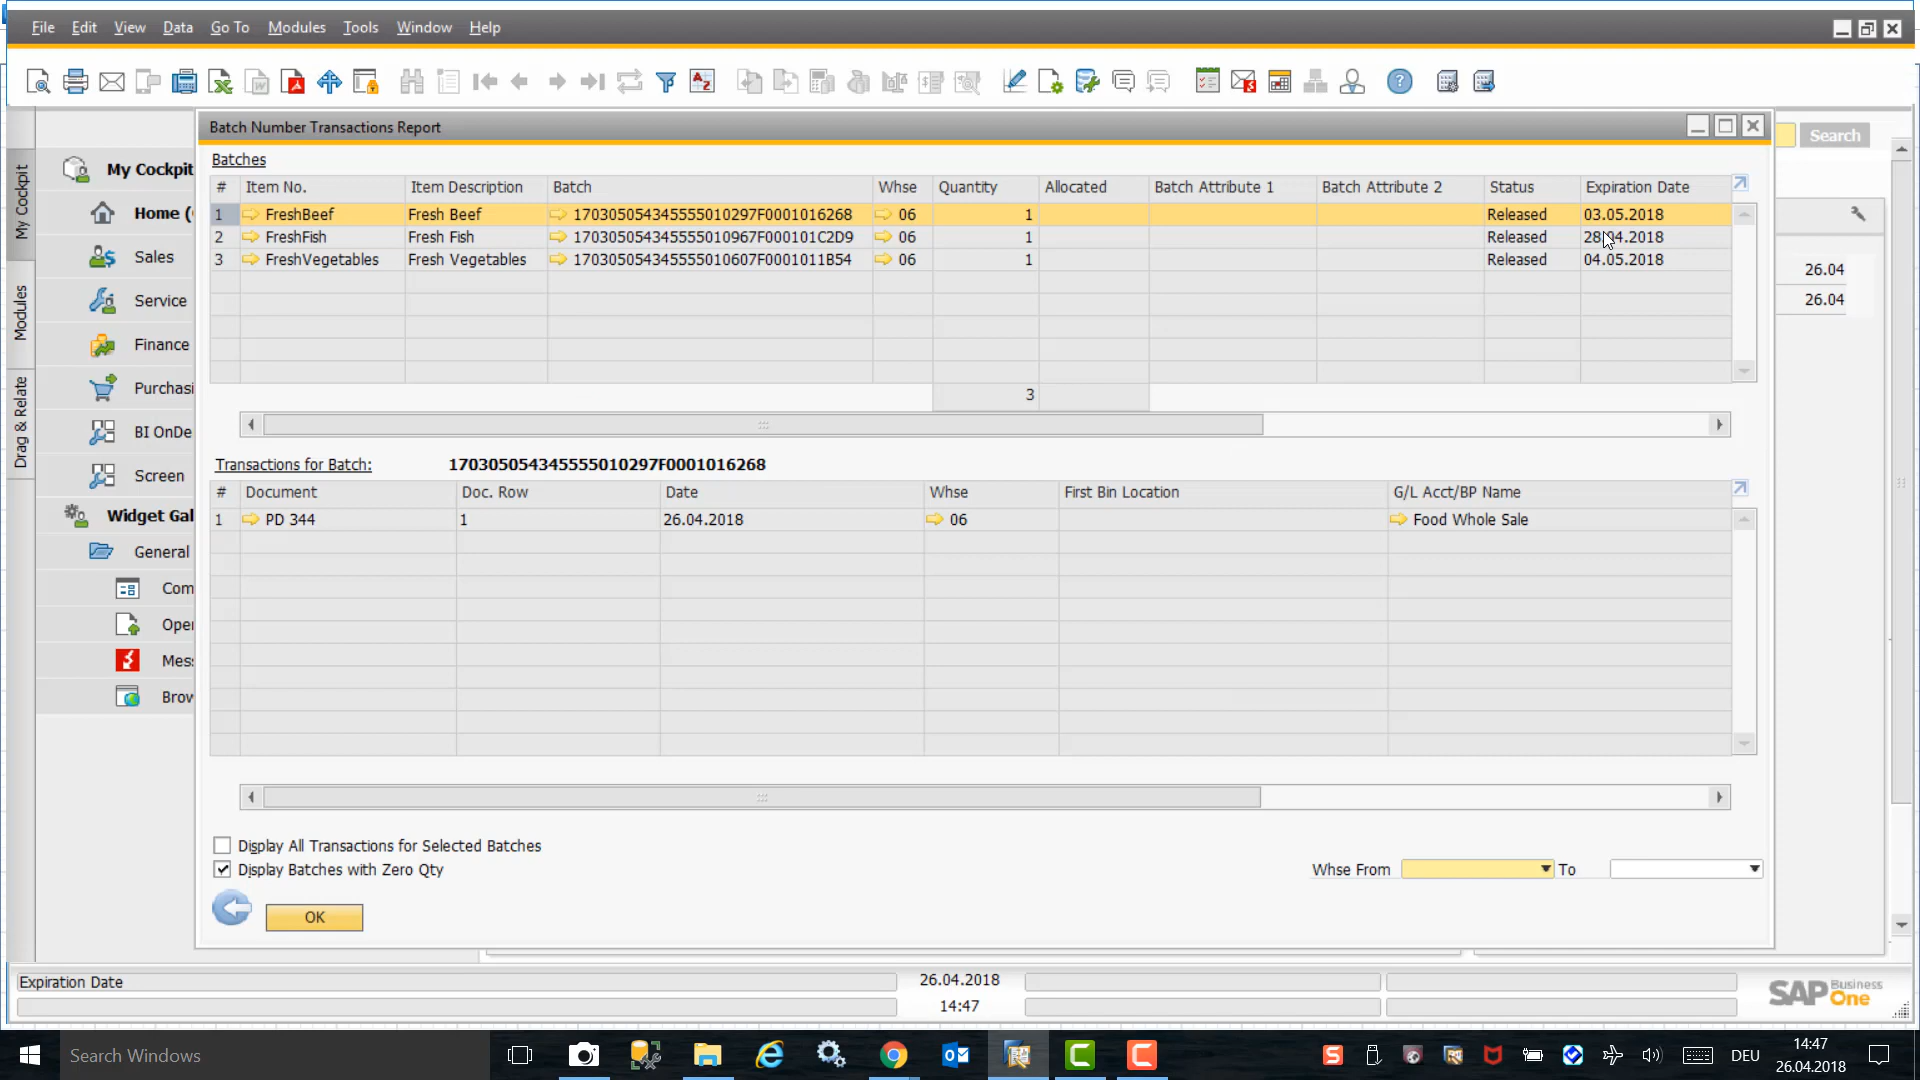 File Edit View Data Go To Modules Tools Window Help
Batch Number Transactions Report
Search
Batches
# Item No. Item Description Batch Whse Quantity Allocated Batch Attribute 1 Batch Attribute 2 Status Expiration Date
1 FreshBeef Fresh Beef 170305054345555010297F0001016268 06 1 Released 03.05.2018
2 FreshFish Fresh Fish 170305054345555010967F000101C2D9 06 1 Released 28.04.2018
3 FreshVegetables Fresh Vegetables 170305054345555010607F0001011B54 06 1 Released 04.05.2018
3
Transactions for Batch: 170305054345555010297F0001016268
# Document Doc. Row Date Whse First Bin Location G/L Acct/BP Name
1 PD 344 1 26.04.2018 06 Food Whole Sale
Display All Transactions for Selected Batches
Display Batches with Zero Qty
Whse From To
OK
My Cockpit
Modules
Drag & Relate
My Cockpit
Home (
Sales
Service
Finance
Purchasi
BI OnDe
Screen
Widget Gal
General
Com
Oper
Mes
Brow
26.04
26.04
Expiration Date
26.04.2018
14:47
SAP Business One
Search Windows
DEU
14:47
26.04.2018